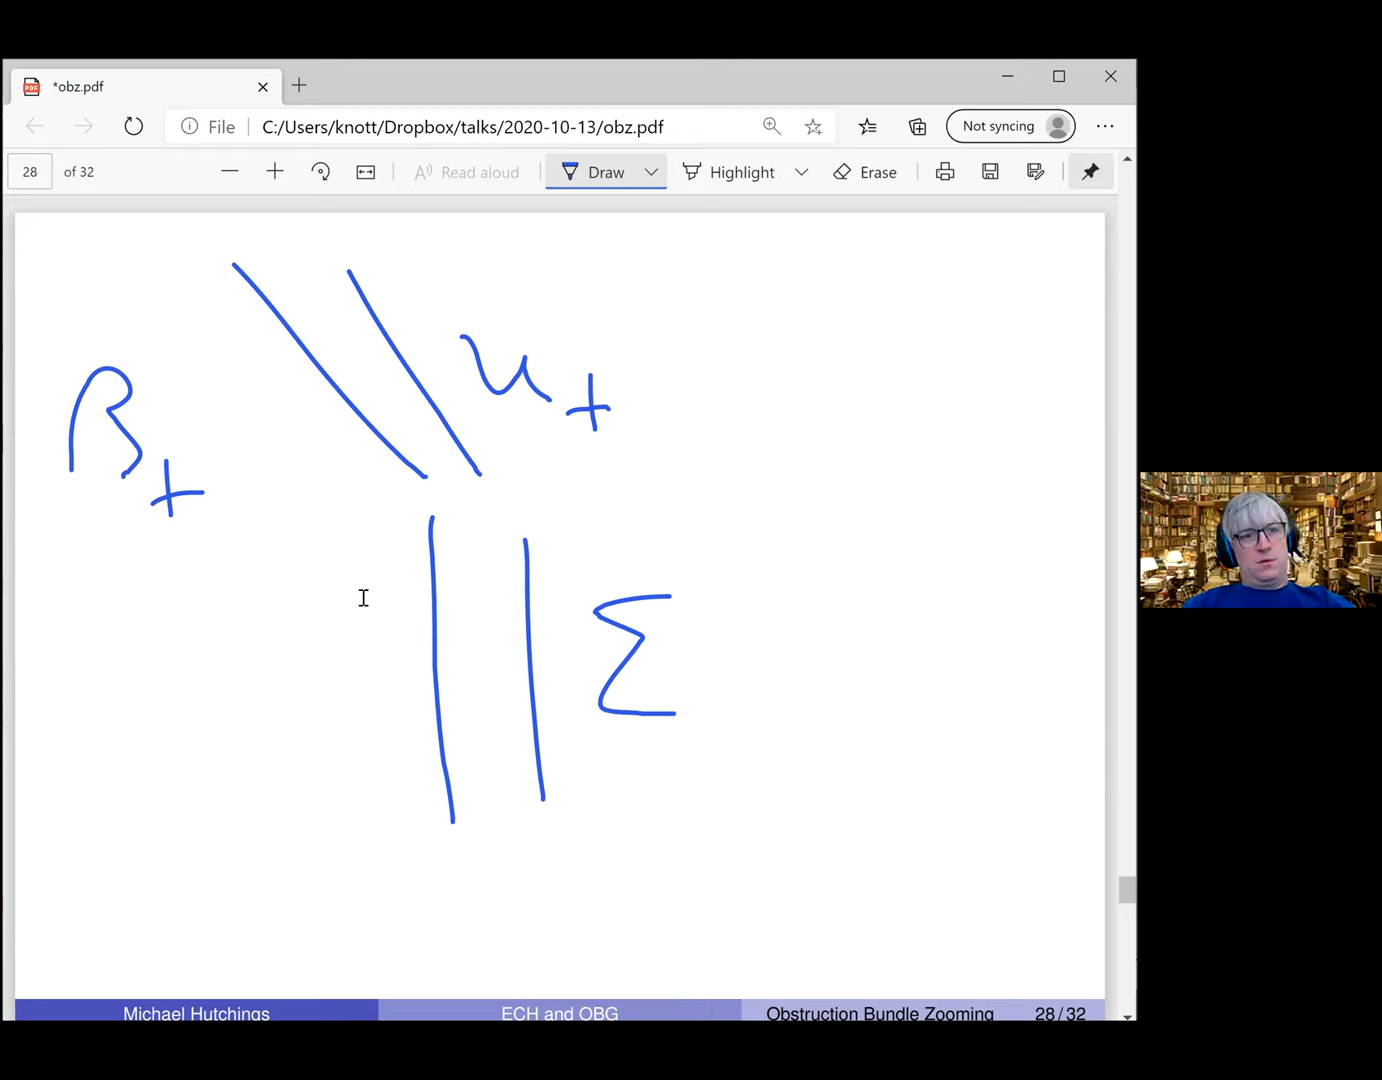 *obz.pdf
File C:/Users/knott/Dropbox/talks/2020-10-13/obz.pdf Not syncing
28 of 32 Read aloud Draw Highlight Erase
u+
β+
Σ
Michael Hutchings ECH and OBG Obstruction Bundle Zooming 28/32